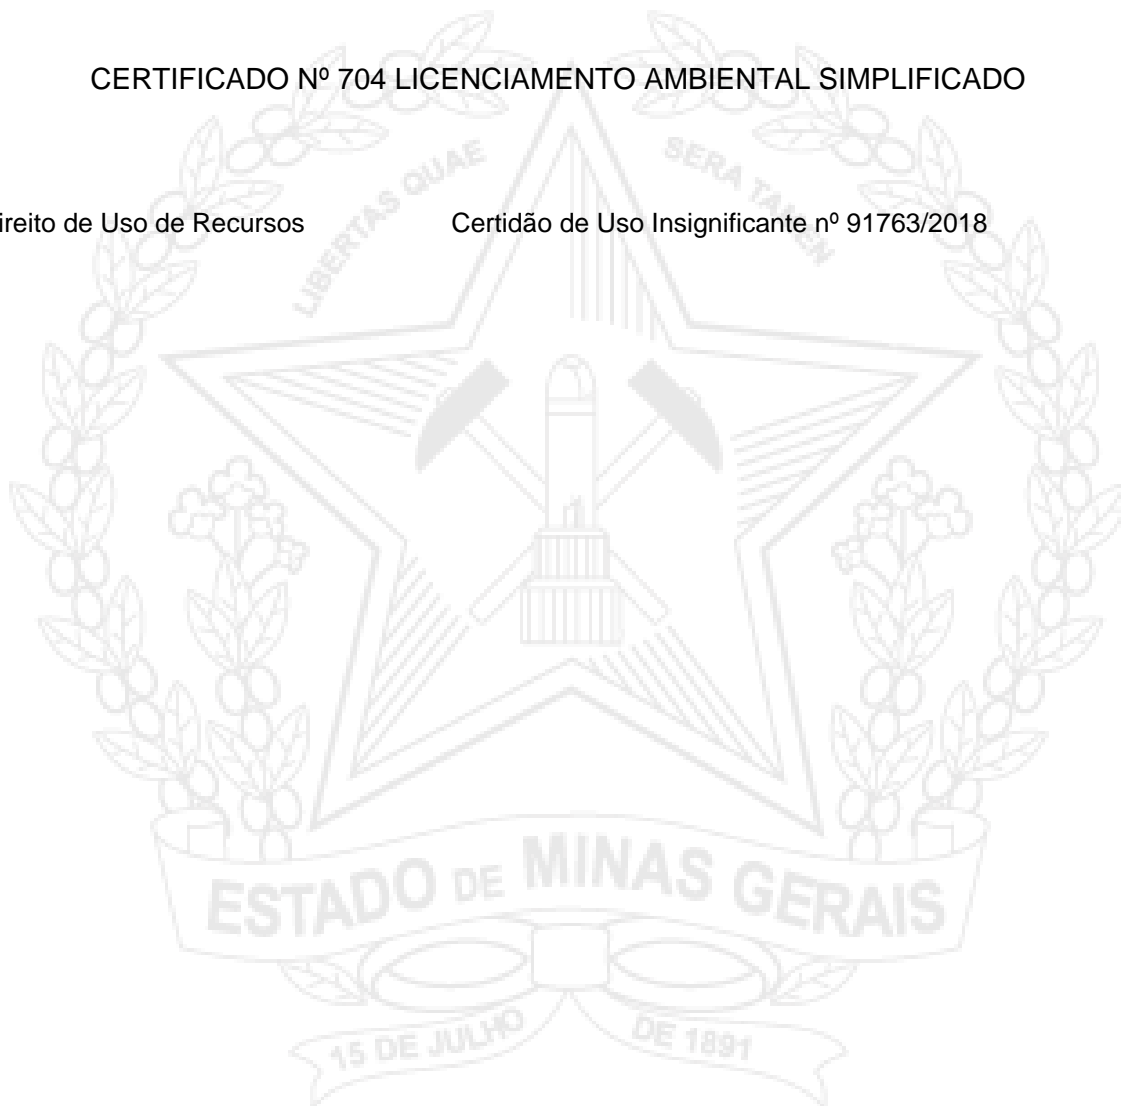 CERTIFICADO Nº 704 LICENCIAMENTO AMBIENTAL SIMPLIFICADO
LIBERTAS QUAE SERA TAMEN
ireito de Uso de Recursos Certidão de Uso Insignificante nº 91763/2018
ESTADO DE MINAS GERAIS
15 DE JULHO DE 1891